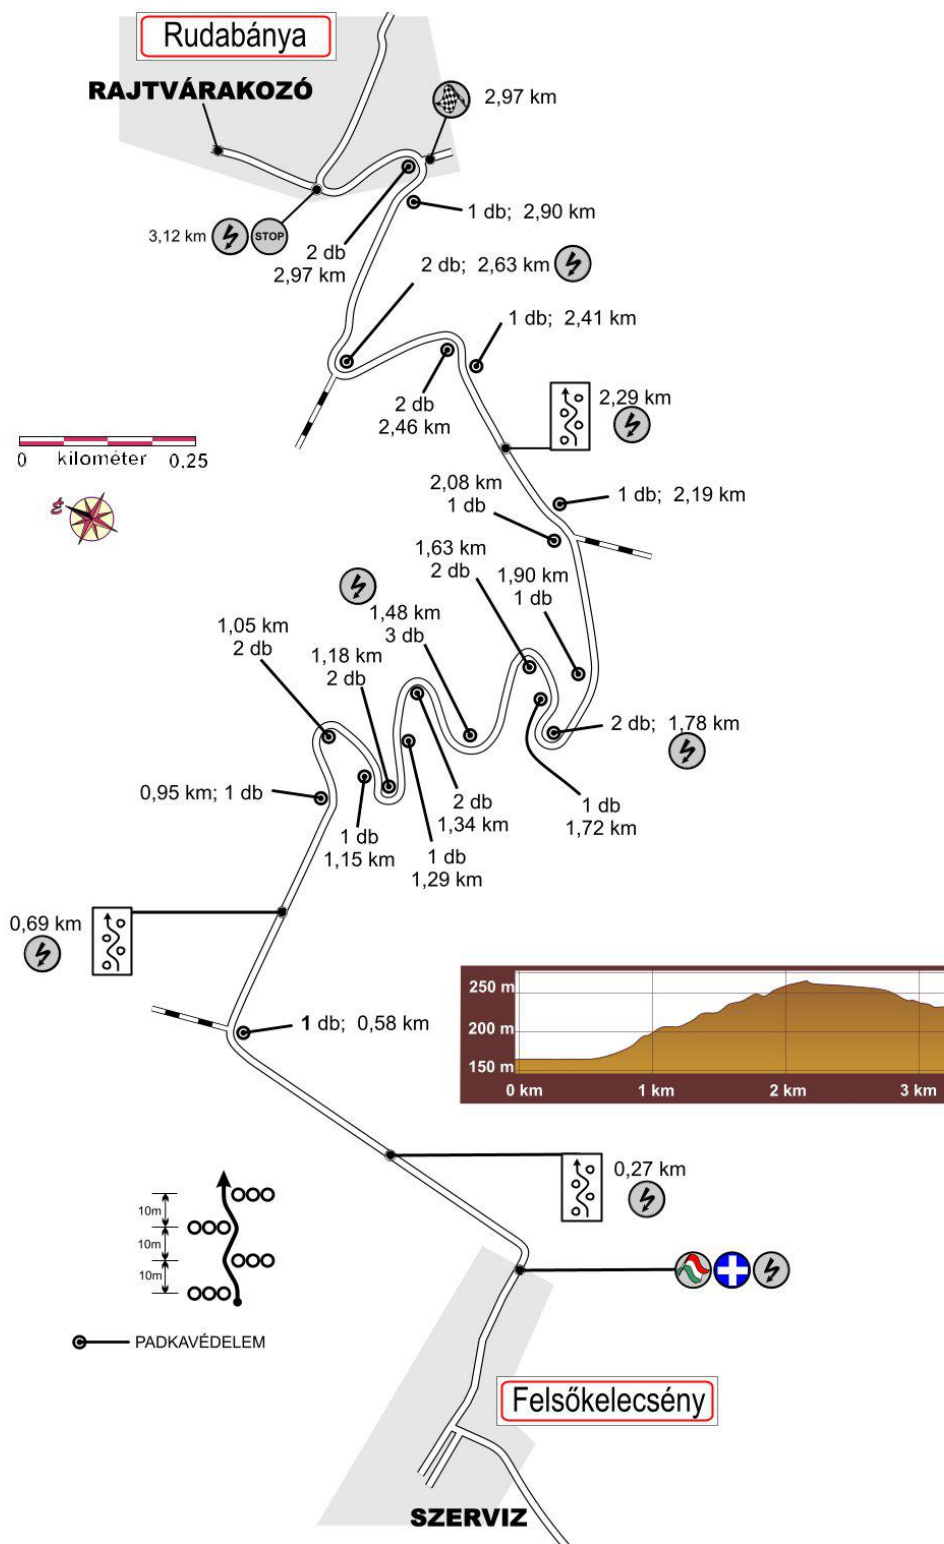 Rudabánya
RAJTVÁRAKOZÓ
2,97 km
1 db; 2,90 km
3,12 km
STOP
2 db
2,97 km
2 db; 2,63 km
1 db; 2,41 km
2 db
2,46 km
2,29 km
0 kilométer 0,25
É
2,08 km
1 db
1 db; 2,19 km
1,63 km
2 db
1,90 km
1 db
1,48 km
3 db
1,05 km
2 db
1,18 km
2 db
2 db; 1,78 km
0,95 km; 1 db
2 db
1,34 km
1 db
1,72 km
1 db
1,15 km
1 db
1,29 km
0,69 km
1 db; 0,58 km
250 m
200 m
150 m
0 km 1 km 2 km 3 km
0,27 km
10m
10m
10m
PADKAVÉDELEM
Felsőkelecsény
SZERVIZ